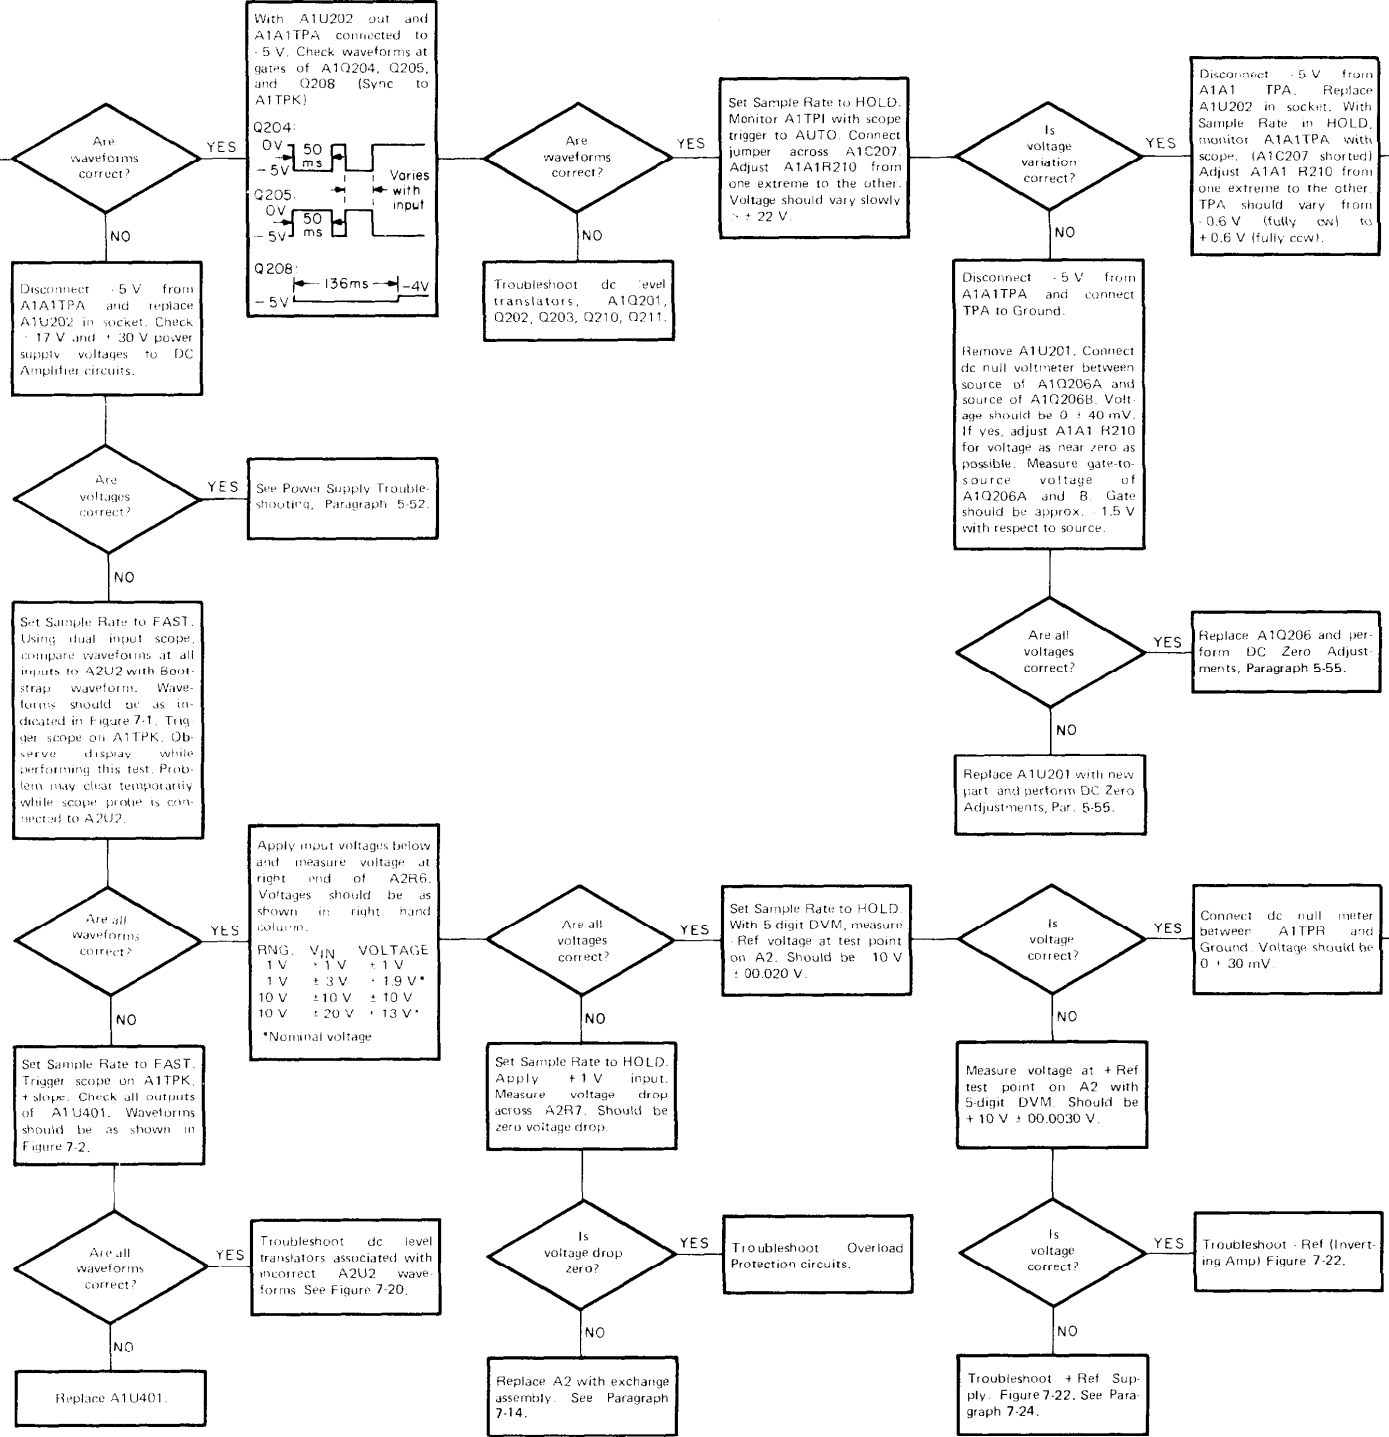 With A1U202 out and
A1A1TPA connected to
- 5 V. Check waveforms at
gates of A1Q204, Q205,
and Q208 (Sync to
A1TPK)
Q204:
0V
50
ms
- 5V
Q205:
0V
50
ms
- 5V
Varies
with
input
Q208:
136ms
-4V
- 5V
Are
waveforms
correct?
YES
NO
Are
waveforms
correct?
YES
NO
Set Sample Rate to HOLD.
Monitor A1TPI with scope
trigger to AUTO. Connect
jumper across A1C207.
Adjust A1A1R210 from
one extreme to the other.
Voltage should vary slowly
> ± 22 V.
Is
voltage
variation
correct?
YES
NO
Disconnect - 5 V from
A1A1 TPA. Replace
A1U202 in socket. With
Sample Rate in HOLD,
monitor A1A1TPA with
scope. (A1C207 shorted)
Adjust A1A1 R210 from
one extreme to the other.
TPA should vary from
- 0.6 V (fully cw) to
+ 0.6 V (fully ccw).
Disconnect - 5 V from
A1A1TPA and replace
A1U202 in socket. Check
17 V and 30 V power
supply voltages to DC
Amplifier circuits.
Troubleshoot dc level
translators, A1Q201,
Q202, Q203, Q210, Q211.
Disconnect - 5 V from
A1A1TPA and connect
TPA to Ground.
Remove A1U201. Connect
dc null voltmeter between
source of A1Q206A and
source of A1Q206B. Volt-
age should be 0 ± 40 mV.
If yes, adjust A1A1 R210
for voltage as near zero as
possible. Measure gate-to-
source voltage of
A1Q206A and B. Gate
should be approx. - 1.5 V
with respect to source.
Are
voltages
correct?
YES
NO
See Power Supply Trouble-
shooting, Paragraph 5-52.
Set Sample Rate to FAST.
Using dual input scope,
compare waveforms at all
inputs to A2U2 with Boot-
strap waveform. Wave-
forms should be as in-
dicated in Figure 7-1. Trig-
ger scope on A1TPK. Ob-
serve display while
performing this test. Prob-
lem may clear temporarily
while scope probe is con-
nected to A2U2.
Are all
voltages
correct?
YES
NO
Replace A1Q206 and per-
form DC Zero Adjust-
ments, Paragraph 5-55.
Replace A1U201 with new
part and perform DC Zero
Adjustments, Par. 5-55.
Are all
waveforms
correct?
YES
NO
Apply input voltages below
and measure voltage at
right end of A2R6.
Voltages should be as
shown in right hand
column.
RNG. VIN VOLTAGE
1 V ± 1 V ± 1 V
1 V ± 3 V ± 1.9 V*
10 V ±10 V ± 10 V
10 V ± 20 V ± 13 V*
*Nominal voltage
Are all
voltages
correct?
YES
NO
Set Sample Rate to HOLD.
With 5 digit DVM, measure
- Ref voltage at test point
on A2. Should be 10 V
± 00.020 V.
Is
voltage
correct?
YES
NO
Connect dc null meter
between A1TPR and
Ground. Voltage should be
0 ± 30 mV.
Set Sample Rate to FAST.
Trigger scope on A1TPK,
+ slope. Check all outputs
of A1U401. Waveforms
should be as shown in
Figure 7-2.
Set Sample Rate to HOLD.
Apply + 1 V input.
Measure voltage drop
across A2R7. Should be
zero voltage drop.
Measure voltage at + Ref
test point on A2 with
5-digit DVM. Should be
+ 10 V ± 00.0030 V.
Are all
waveforms
correct?
YES
NO
Troubleshoot dc level
translators associated with
incorrect A2U2 wave-
forms See Figure 7-20.
Is
voltage drop
zero?
YES
NO
Troubleshoot Overload
Protection circuits.
Is
voltage
correct?
YES
NO
Troubleshoot - Ref (Invert-
ing Amp) Figure 7-22.
Replace A1U401.
Replace A2 with exchange
assembly. See Paragraph
7-14.
Troubleshoot + Ref Sup-
ply. Figure 7-22. See Para-
graph 7-24.